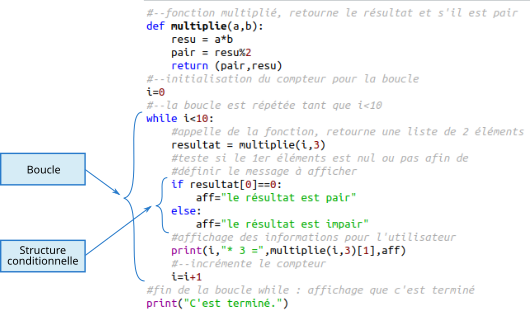 #--fonction multiplié, retourne le résultat et s'il est pair
def multiplie(a,b):
resu = a*b
pair = resu%2
return (pair,resu)
#--initialisation du compteur pour la boucle
i=0
#--la boucle est répétée tant que i<10
while i<10:
#appelle de la fonction, retourne une liste de 2 éléments
resultat = multiplie(i,3)
#teste si le 1er éléments est nul ou pas afin de
#définir le message à afficher
if resultat[0]==0:
aff="le résultat est pair"
else:
aff="le résultat est impair"
#affichage des informations pour l'utilisateur
print(i,"* 3 =",multiplie(i,3)[1],aff)
#--incrémente le compteur
i=i+1
#fin de la boucle while : affichage que c'est terminé
print("C'est terminé.")
Boucle
Structure
conditionnelle